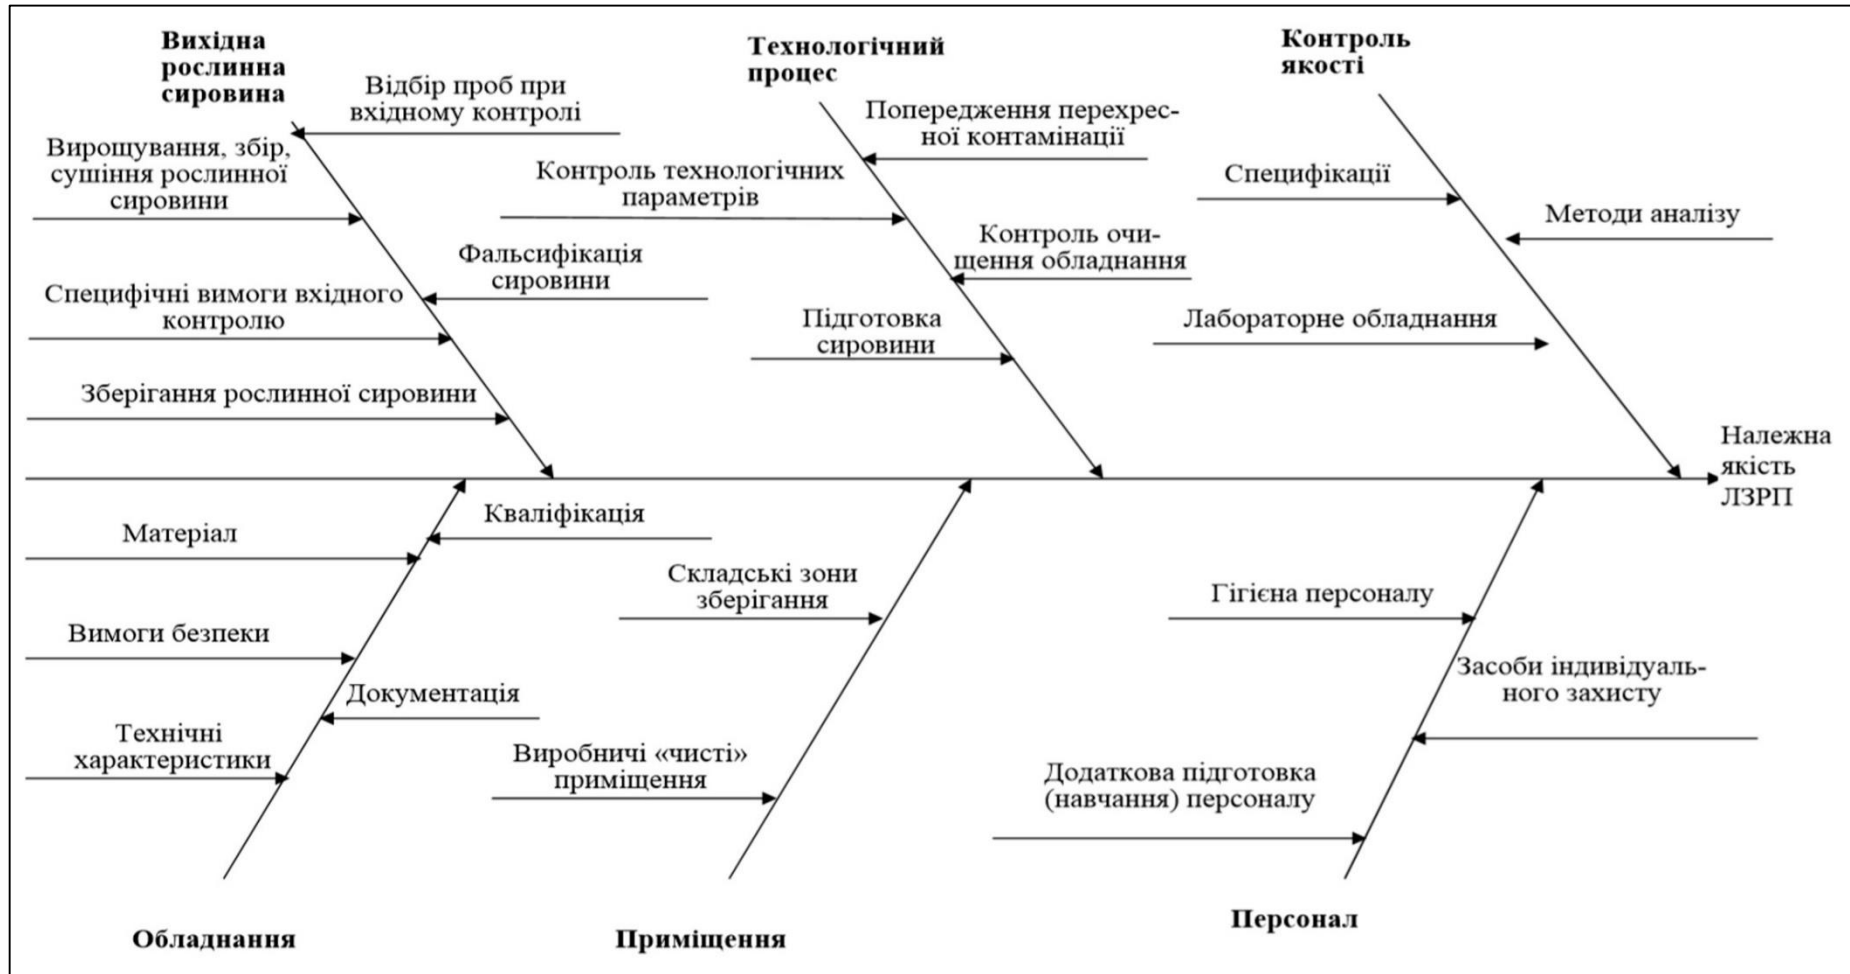 Вихідна
рослинна
сировина
Відбір проб при
вхідному контролі
Вирощування, збір,
сушіння рослинної
сировини
Фальсифікація
сировини
Специфічні вимоги вхідного
контролю
Зберігання рослинної сировини
Технологічний
процес
Попередження перехрес-
ної контамінації
Контроль технологічних
параметрів
Контроль очи-
щення обладнання
Підготовка
сировини
Контроль
якості
Специфікації
Методи аналізу
Лабораторне обладнання
Належна
якість
ЛЗРП
Кваліфікація
Матеріал
Вимоги безпеки
Документація
Технічні
характеристики
Обладнання
Складські зони
зберігання
Виробничі «чисті»
приміщення
Приміщення
Гігієна персоналу
Засоби індивідуаль-
ного захисту
Додаткова підготовка
(навчання) персоналу
Персонал